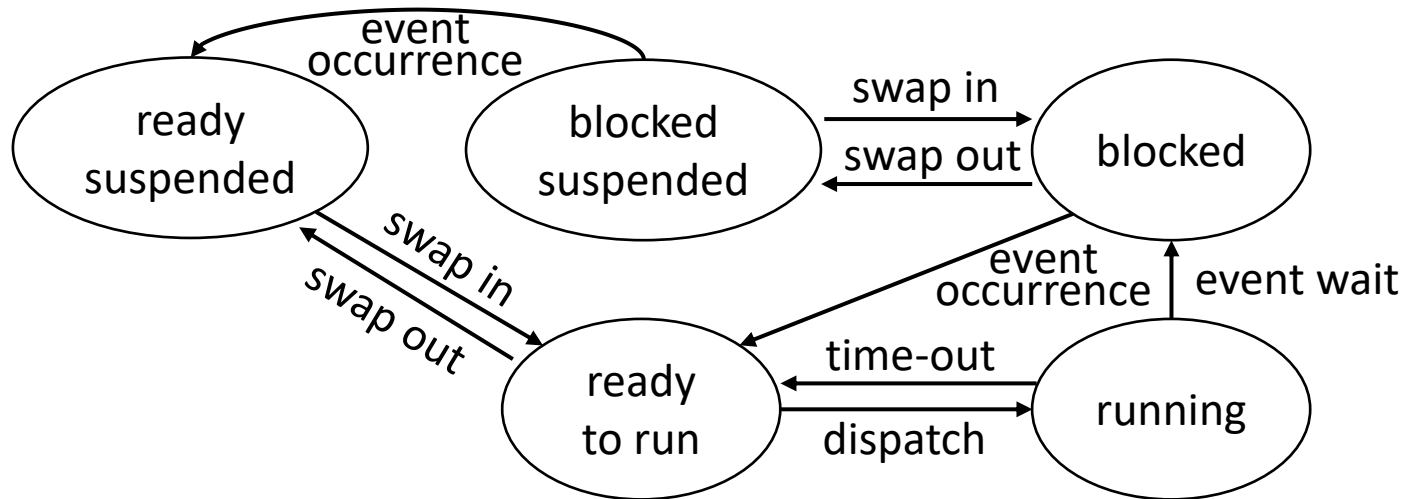 event
occurrence
ready
suspended
blocked
suspended
swap in
swap out
blocked
swap in
swap out
event
occurrence
event wait
time-out
ready
to run
dispatch
running